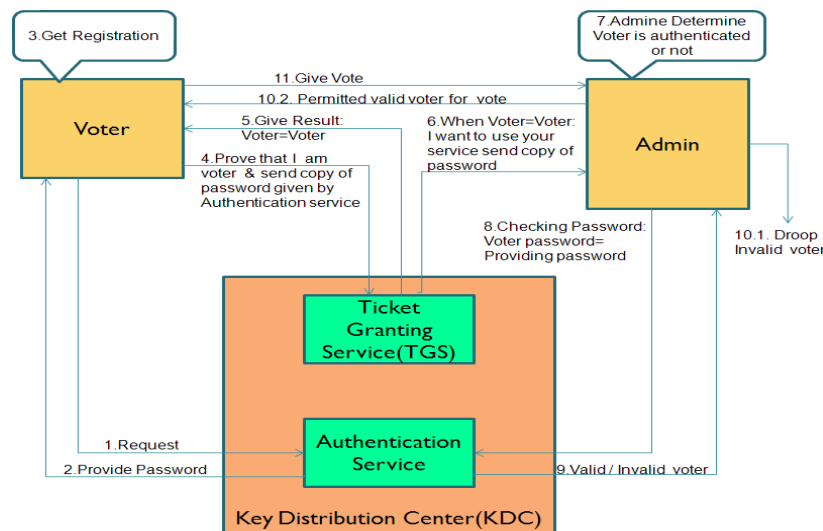 3.Get Registration
7.Admine Determine
Voter is authenticated
or not
11.Give Vote
10.2. Permitted valid voter for vote
Voter
5.Give Result:
Voter=Voter
6.When Voter=Voter:
I want to use your
service send copy of
password
Admin
4.Prove that I am
voter & send copy of
password given by
Authentication service
8.Checking Password:
Voter password=
Providing password
10.1. Droop
Invalid voter
Ticket
Granting
Service(TGS)
1.Request
Authentication
Service
2.Provide Password
9.Valid / Invalid voter
Key Distribution Center(KDC)